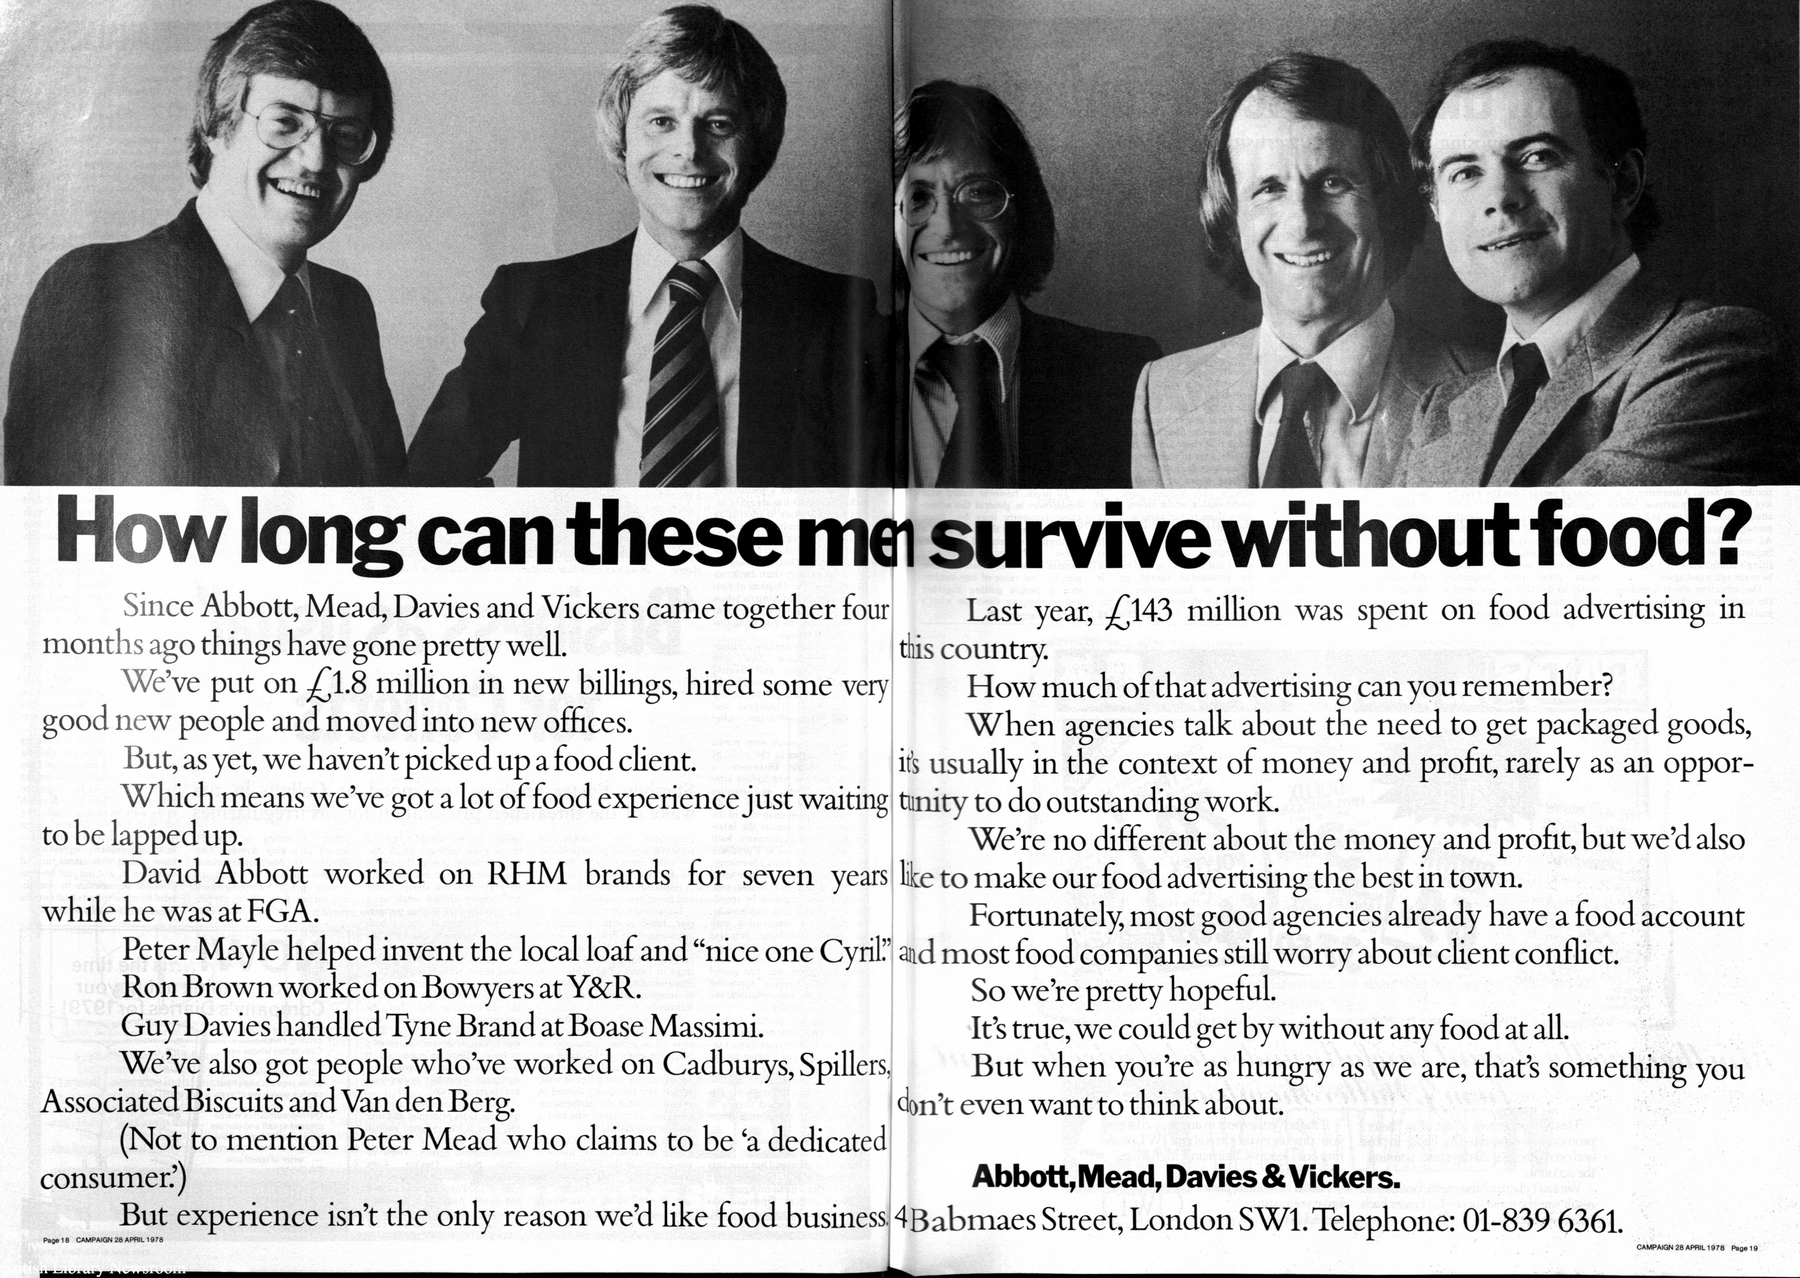 How long can these men survive without food?
Since Abbott, Mead, Davies and Vickers came together four
months ago things have gone pretty well.
We've put on £1.8 million in new billings, hired some very
good new people and moved into new offices.
But, as yet, we haven't picked up a food client.
Which means we've got a lot of food experience just waiting
to be lapped up.
David Abbott worked on RHM brands for seven years
while he was at FGA.
Peter Mayle helped invent the local loaf and “nice one Cyril.”
Ron Brown worked on Bowyers at Y&R.
Guy Davies handled Tyne Brand at Boase Massimi.
We've also got people who've worked on Cadburys, Spillers,
Associated Biscuits and Van den Berg.
(Not to mention Peter Mead who claims to be ‘a dedicated
consumer.’)
But experience isn't the only reason we'd like food business.
Page 18 CAMPAIGN 28 APRIL 1978
Last year, £143 million was spent on food advertising in
this country.
How much of that advertising can you remember?
When agencies talk about the need to get packaged goods,
it's usually in the context of money and profit, rarely as an oppor-
tunity to do outstanding work.
We're no different about the money and profit, but we'd also
like to make our food advertising the best in town.
Fortunately, most good agencies already have a food account
and most food companies still worry about client conflict.
So we're pretty hopeful.
It's true, we could get by without any food at all.
But when you're as hungry as we are, that's something you
don't even want to think about.
Abbott, Mead, Davies & Vickers.
4 Babmaes Street, London SW1. Telephone: 01-839 6361.
CAMPAIGN 28 APRIL 1978 Page 19
Library Newsroom